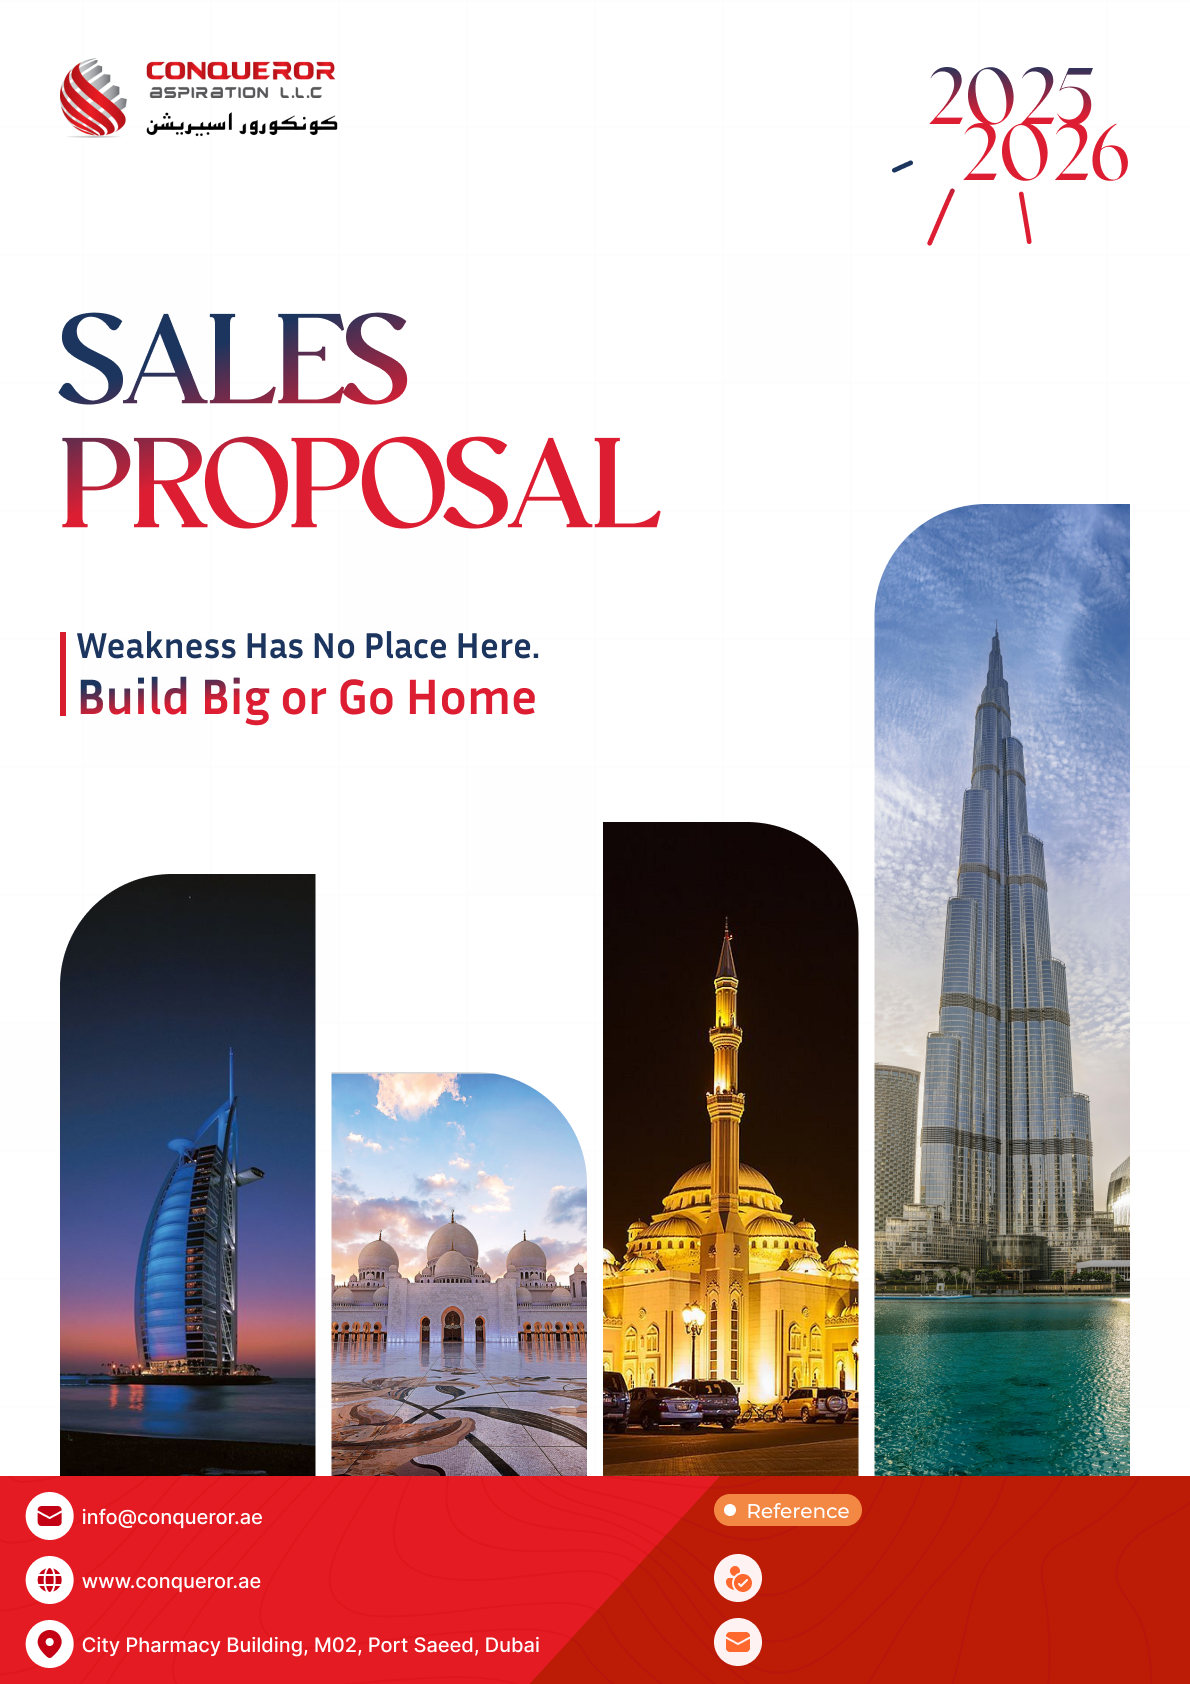 CONQUEROR
ASPIRATION L.L.C
كونكورور اسبيريشن
2025
2026
SALES
PROPOSAL
Weakness Has No Place Here.
Build Big or Go Home
info@conqueror.ae
www.conqueror.ae
City Pharmacy Building, M02, Port Saeed, Dubai
Reference